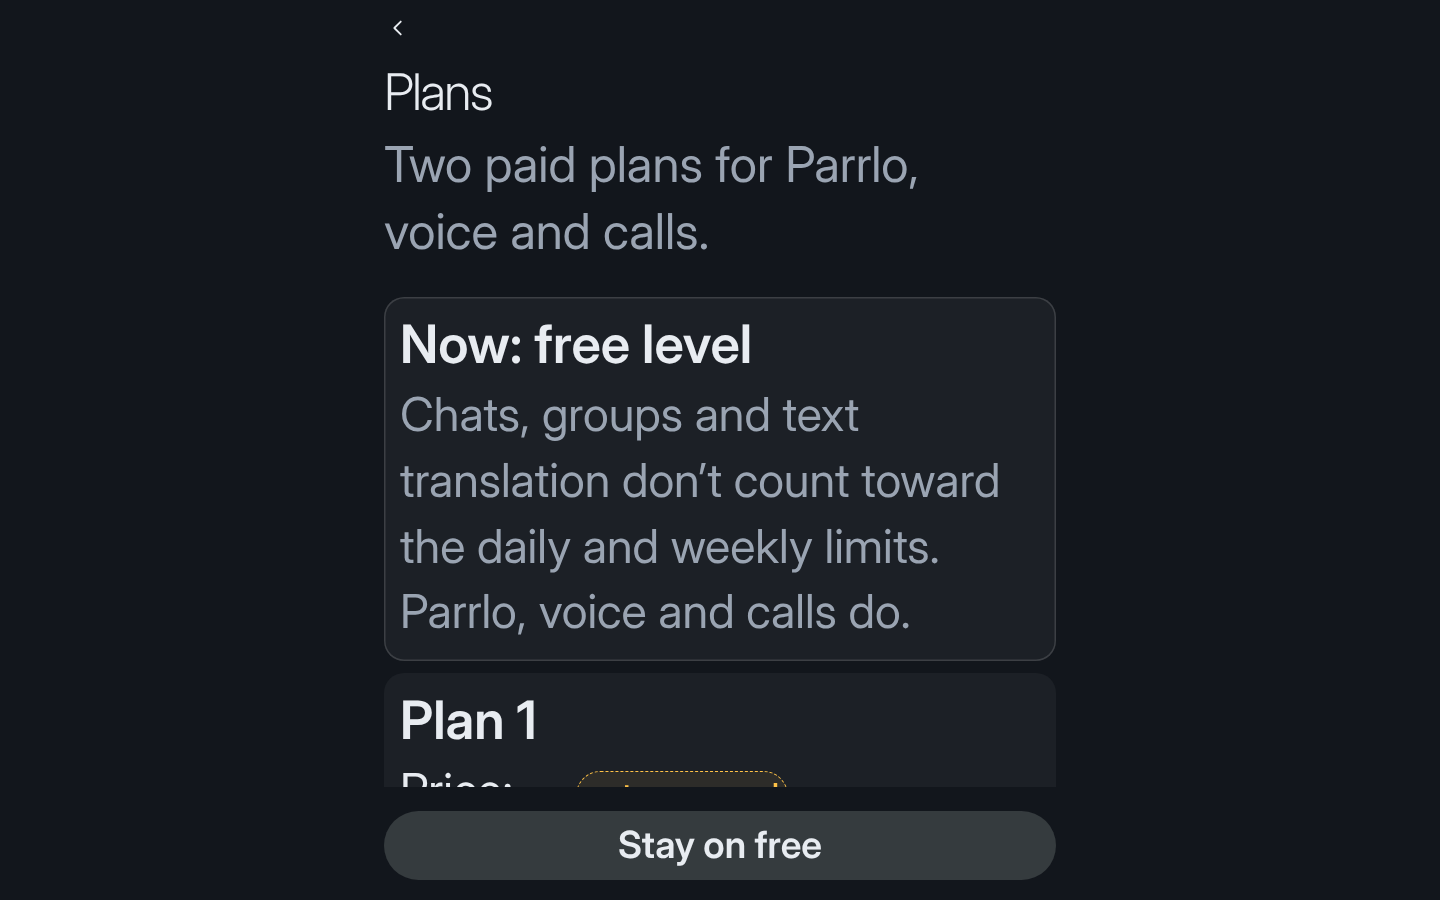 Plans
Two paid plans for Parrlo,
voice and calls.
Now: free level
Chats, groups and text
translation don’t count toward
the daily and weekly limits.
Parrlo, voice and calls do.
Plan 1
Price:
Stay on free